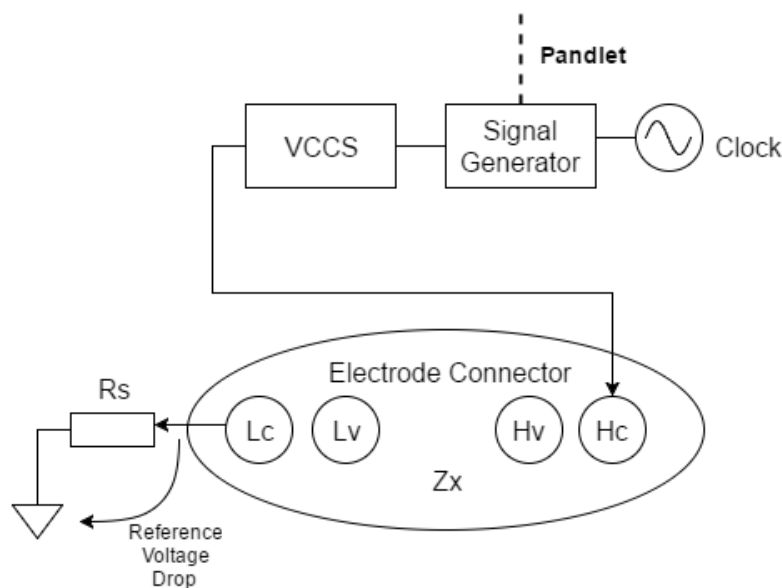 Pandlet
VCCS
Signal
Generator
Clock
Electrode Connector
Rs
Lc
Lv
Hv
Hc
Zx
Reference
Voltage
Drop